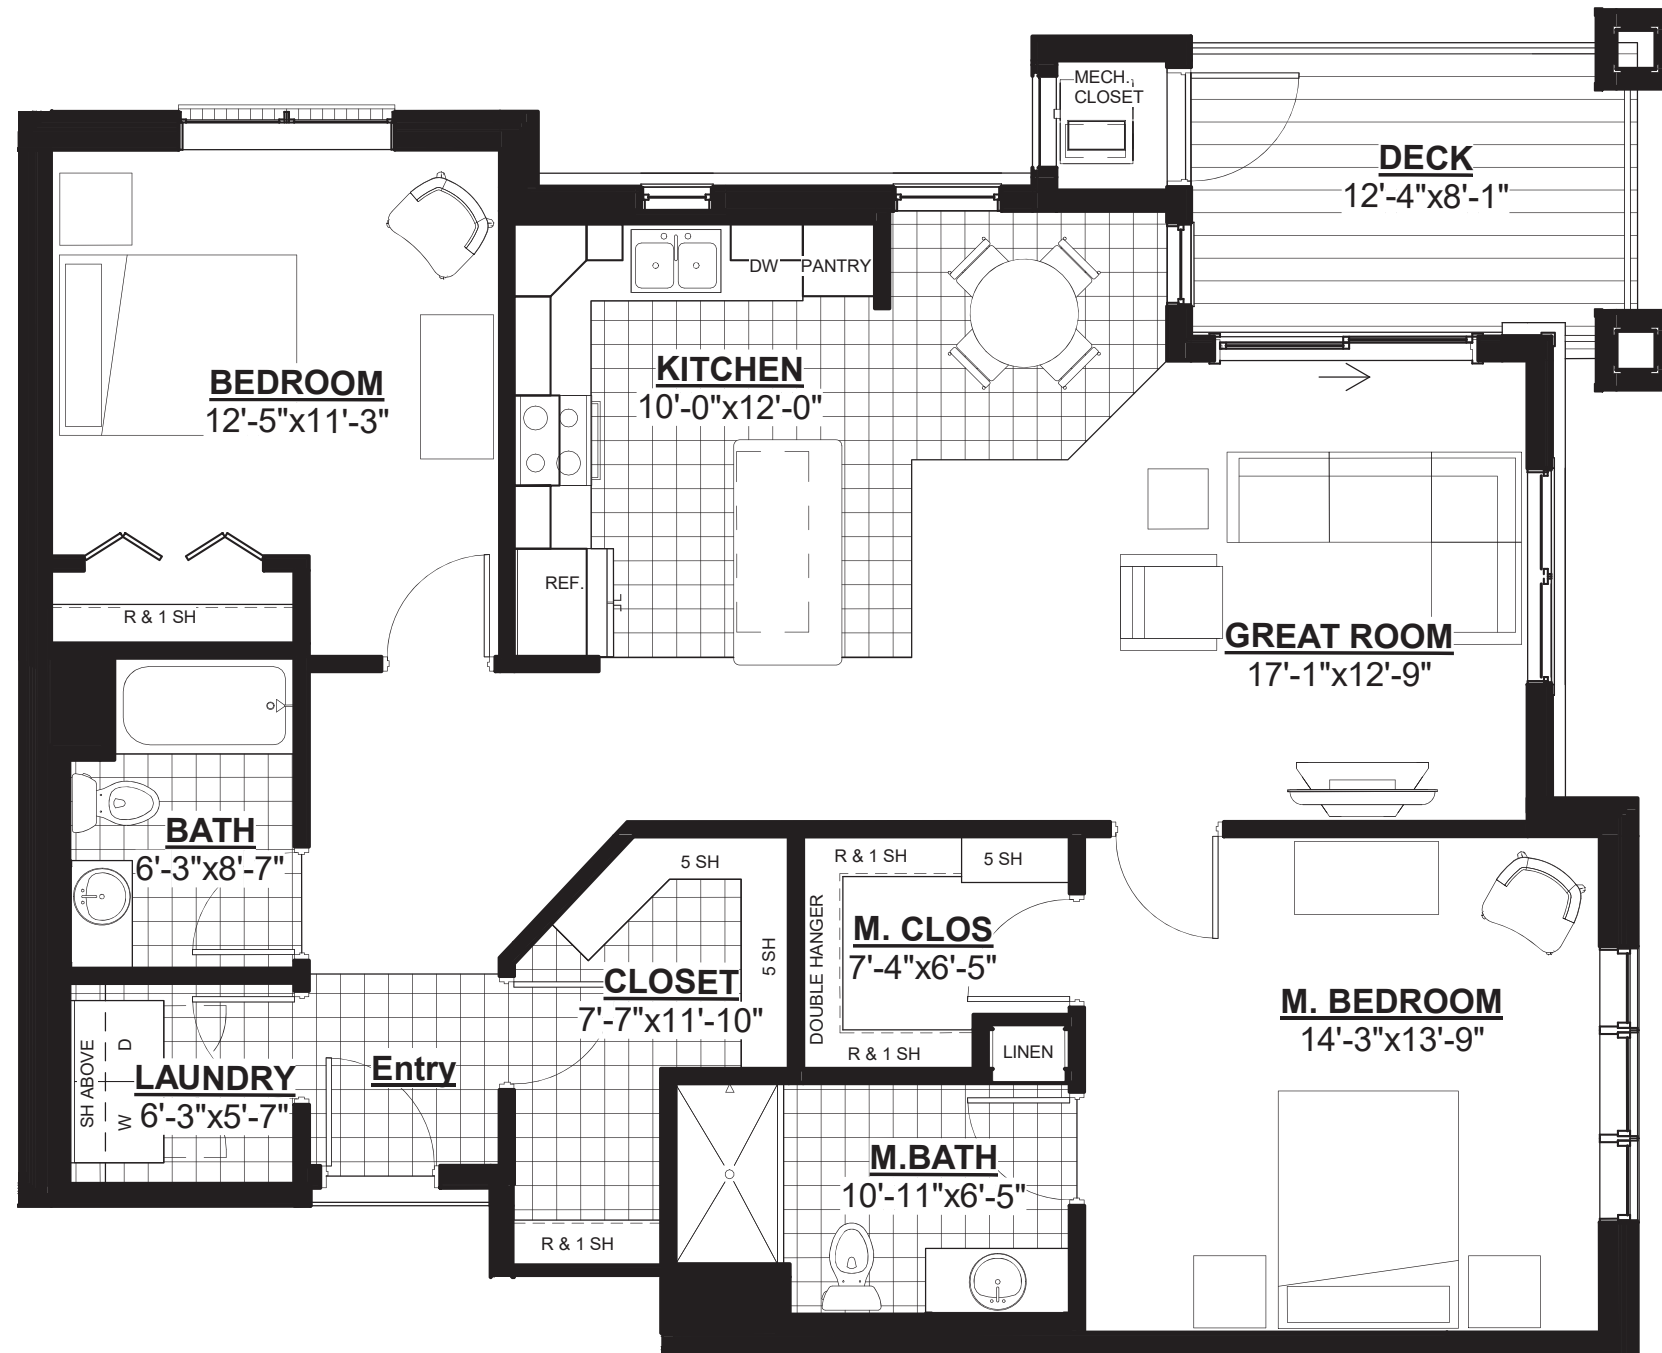 MECH.
CLOSET
DECK
12'-4"x8'-1"
DW
PANTRY
BEDROOM
12'-5"x11'-3"
KITCHEN
10'-0"x12'-0"
REF.
R & 1 SH
GREAT ROOM
17'-1"x12'-9"
BATH
6'-3"x8'-7"
5 SH
R & 1 SH
5 SH
DOUBLE HANGER
M. CLOS
7'-4"x6'-5"
5 SH
CLOSET
7'-7"x11'-10"
M. BEDROOM
14'-3"x13'-9"
R & 1 SH
LINEN
SH ABOVE
D
W
LAUNDRY
6'-3"x5'-7"
Entry
M.BATH
10'-11"x6'-5"
R & 1 SH